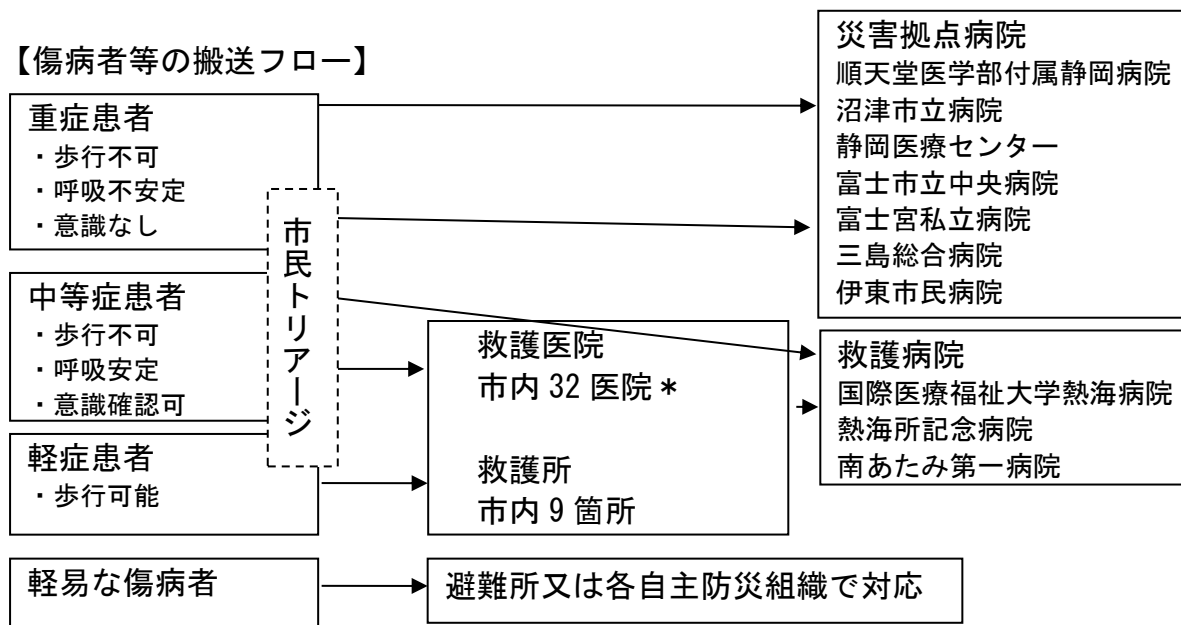 【傷病者等の搬送フロー】
重症患者
・歩行不可
・呼吸不安定
・意識なし
中等症患者
・歩行不可
・呼吸安定
・意識確認可
軽症患者
・歩行可能
軽易な傷病者
市民トリアージ
救護医院
市内 32 医院＊
救護所
市内 9 箇所
避難所又は各自主防災組織で対応
災害拠点病院
順天堂医学部付属静岡病院
沼津市立病院
静岡医療センター
富士市立中央病院
富士宮私立病院
三島総合病院
伊東市民病院
救護病院
国際医療福祉大学熱海病院
熱海所記念病院
南あたみ第一病院